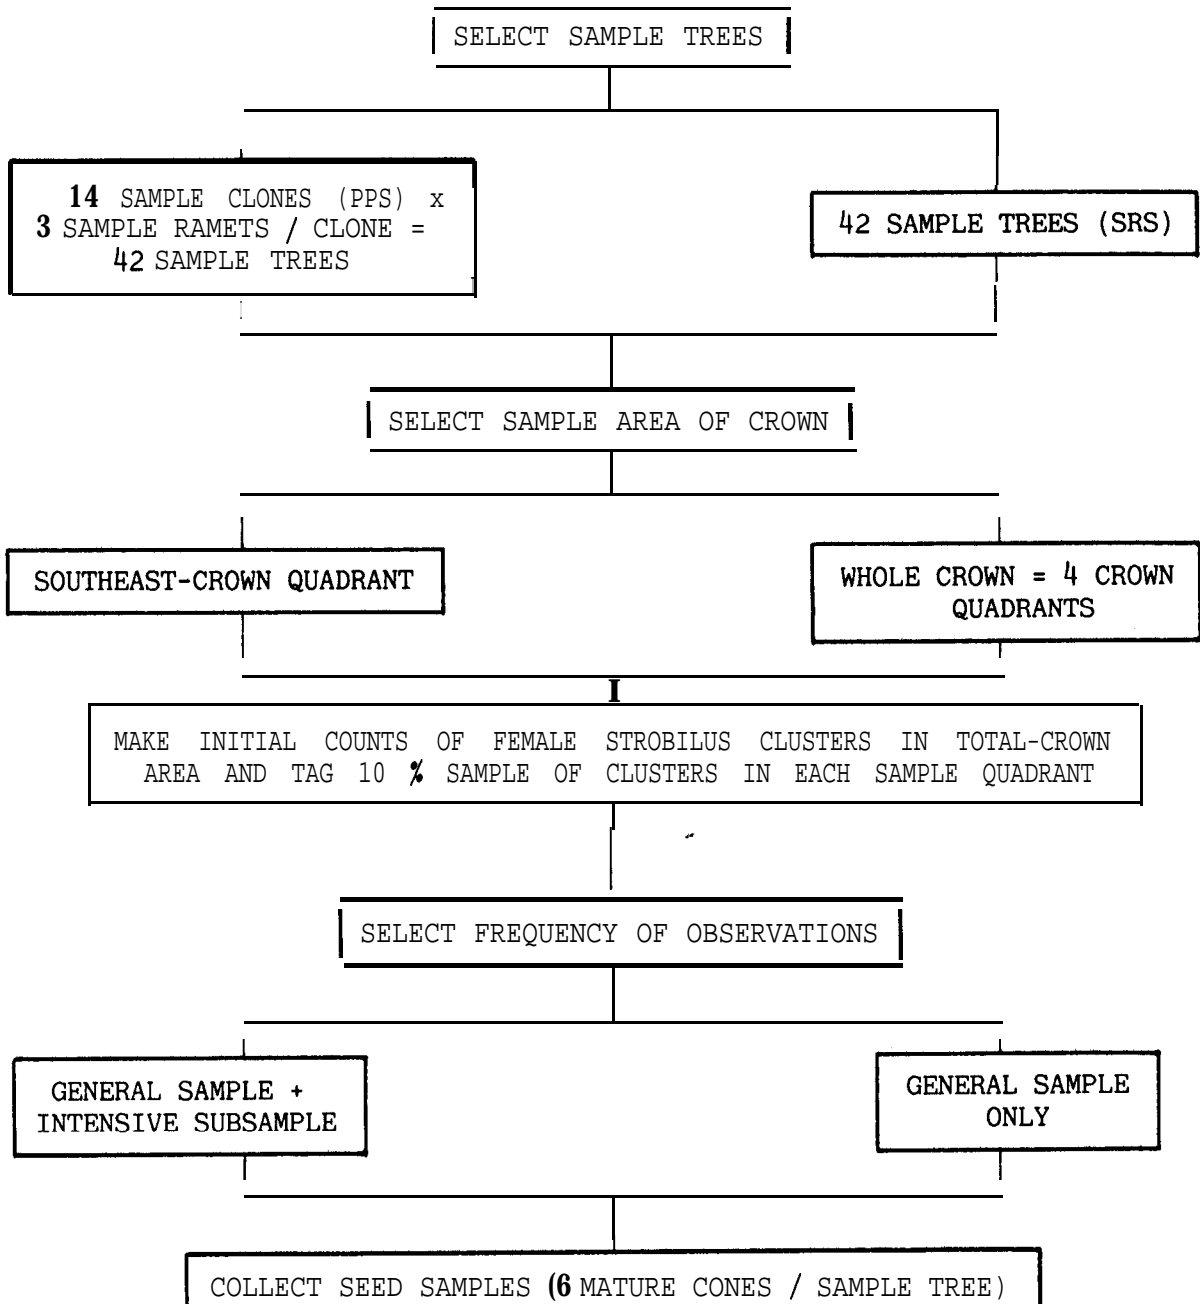 SELECT SAMPLE TREES
14 SAMPLE CLONES (PPS) x
3 SAMPLE RAMETS / CLONE =
42 SAMPLE TREES
42 SAMPLE TREES (SRS)
SELECT SAMPLE AREA OF CROWN
SOUTHEAST-CROWN QUADRANT
WHOLE CROWN = 4 CROWN
QUADRANTS
MAKE INITIAL COUNTS OF FEMALE STROBILUS CLUSTERS IN TOTAL-CROWN
AREA AND TAG 10 % SAMPLE OF CLUSTERS IN EACH SAMPLE QUADRANT
SELECT FREQUENCY OF OBSERVATIONS
GENERAL SAMPLE +
INTENSIVE SUBSAMPLE
GENERAL SAMPLE
ONLY
COLLECT SEED SAMPLES (6 MATURE CONES / SAMPLE TREE)